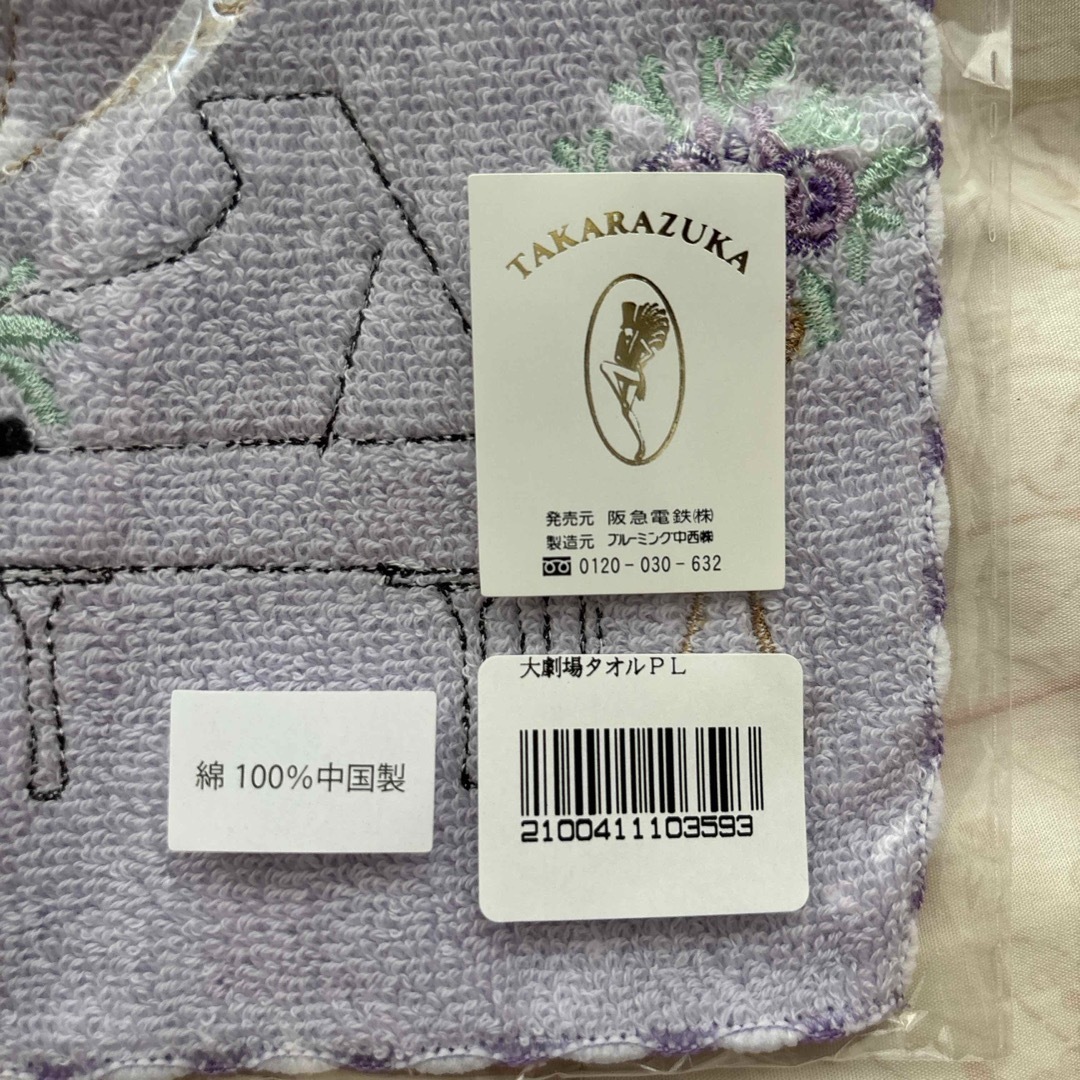 TAKARAZUKA
発売元 阪急電鉄㈱
製造元 ブルーミング中西㈱
0120-030-632
大劇場タオルPL
2100411103593
綿 100%中国製